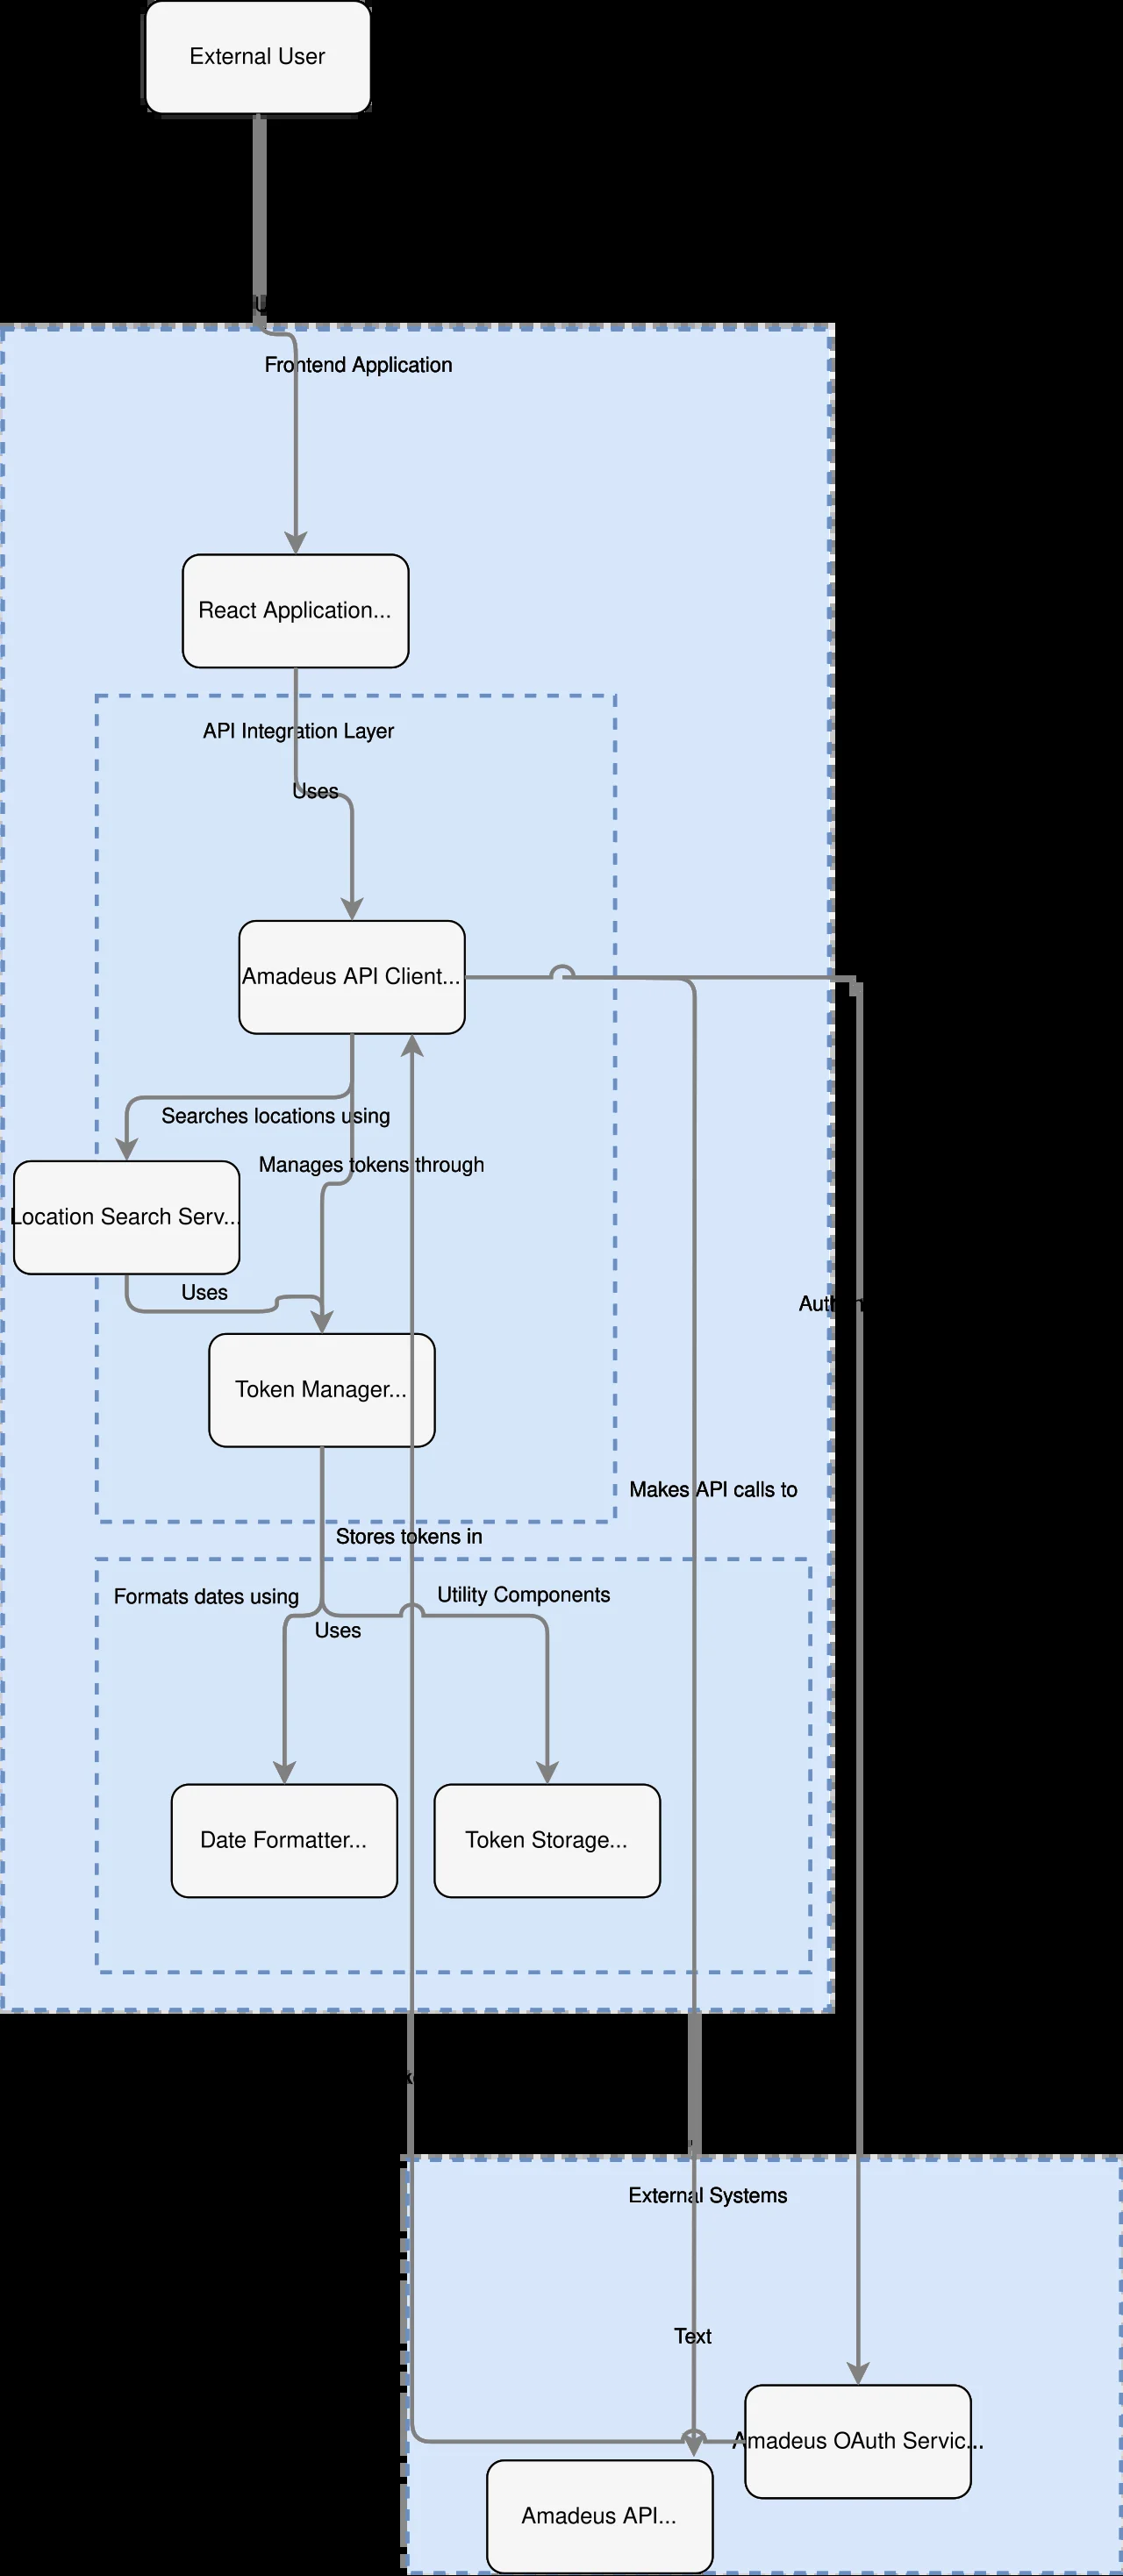 External User
Frontend Application
React Application...
API Integration Layer
Uses
Amadeus API Client...
Searches locations using
Manages tokens through
Location Search Serv...
Uses
Token Manager...
Makes API calls to
Stores tokens in
Formats dates using
Utility Components
Uses
Date Formatter...
Token Storage...
External Systems
Text
Amadeus OAuth Servic...
Amadeus API...